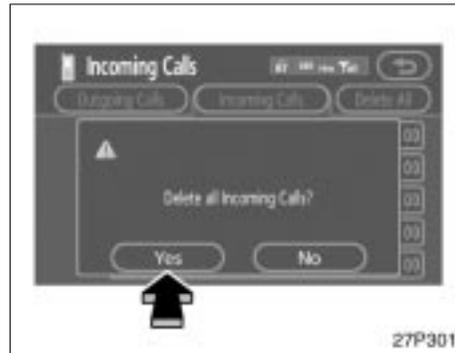 Incoming Calls
Outgoing Calls Incoming Calls Delete All
Delete all Incoming Calls?
Yes No
27P301